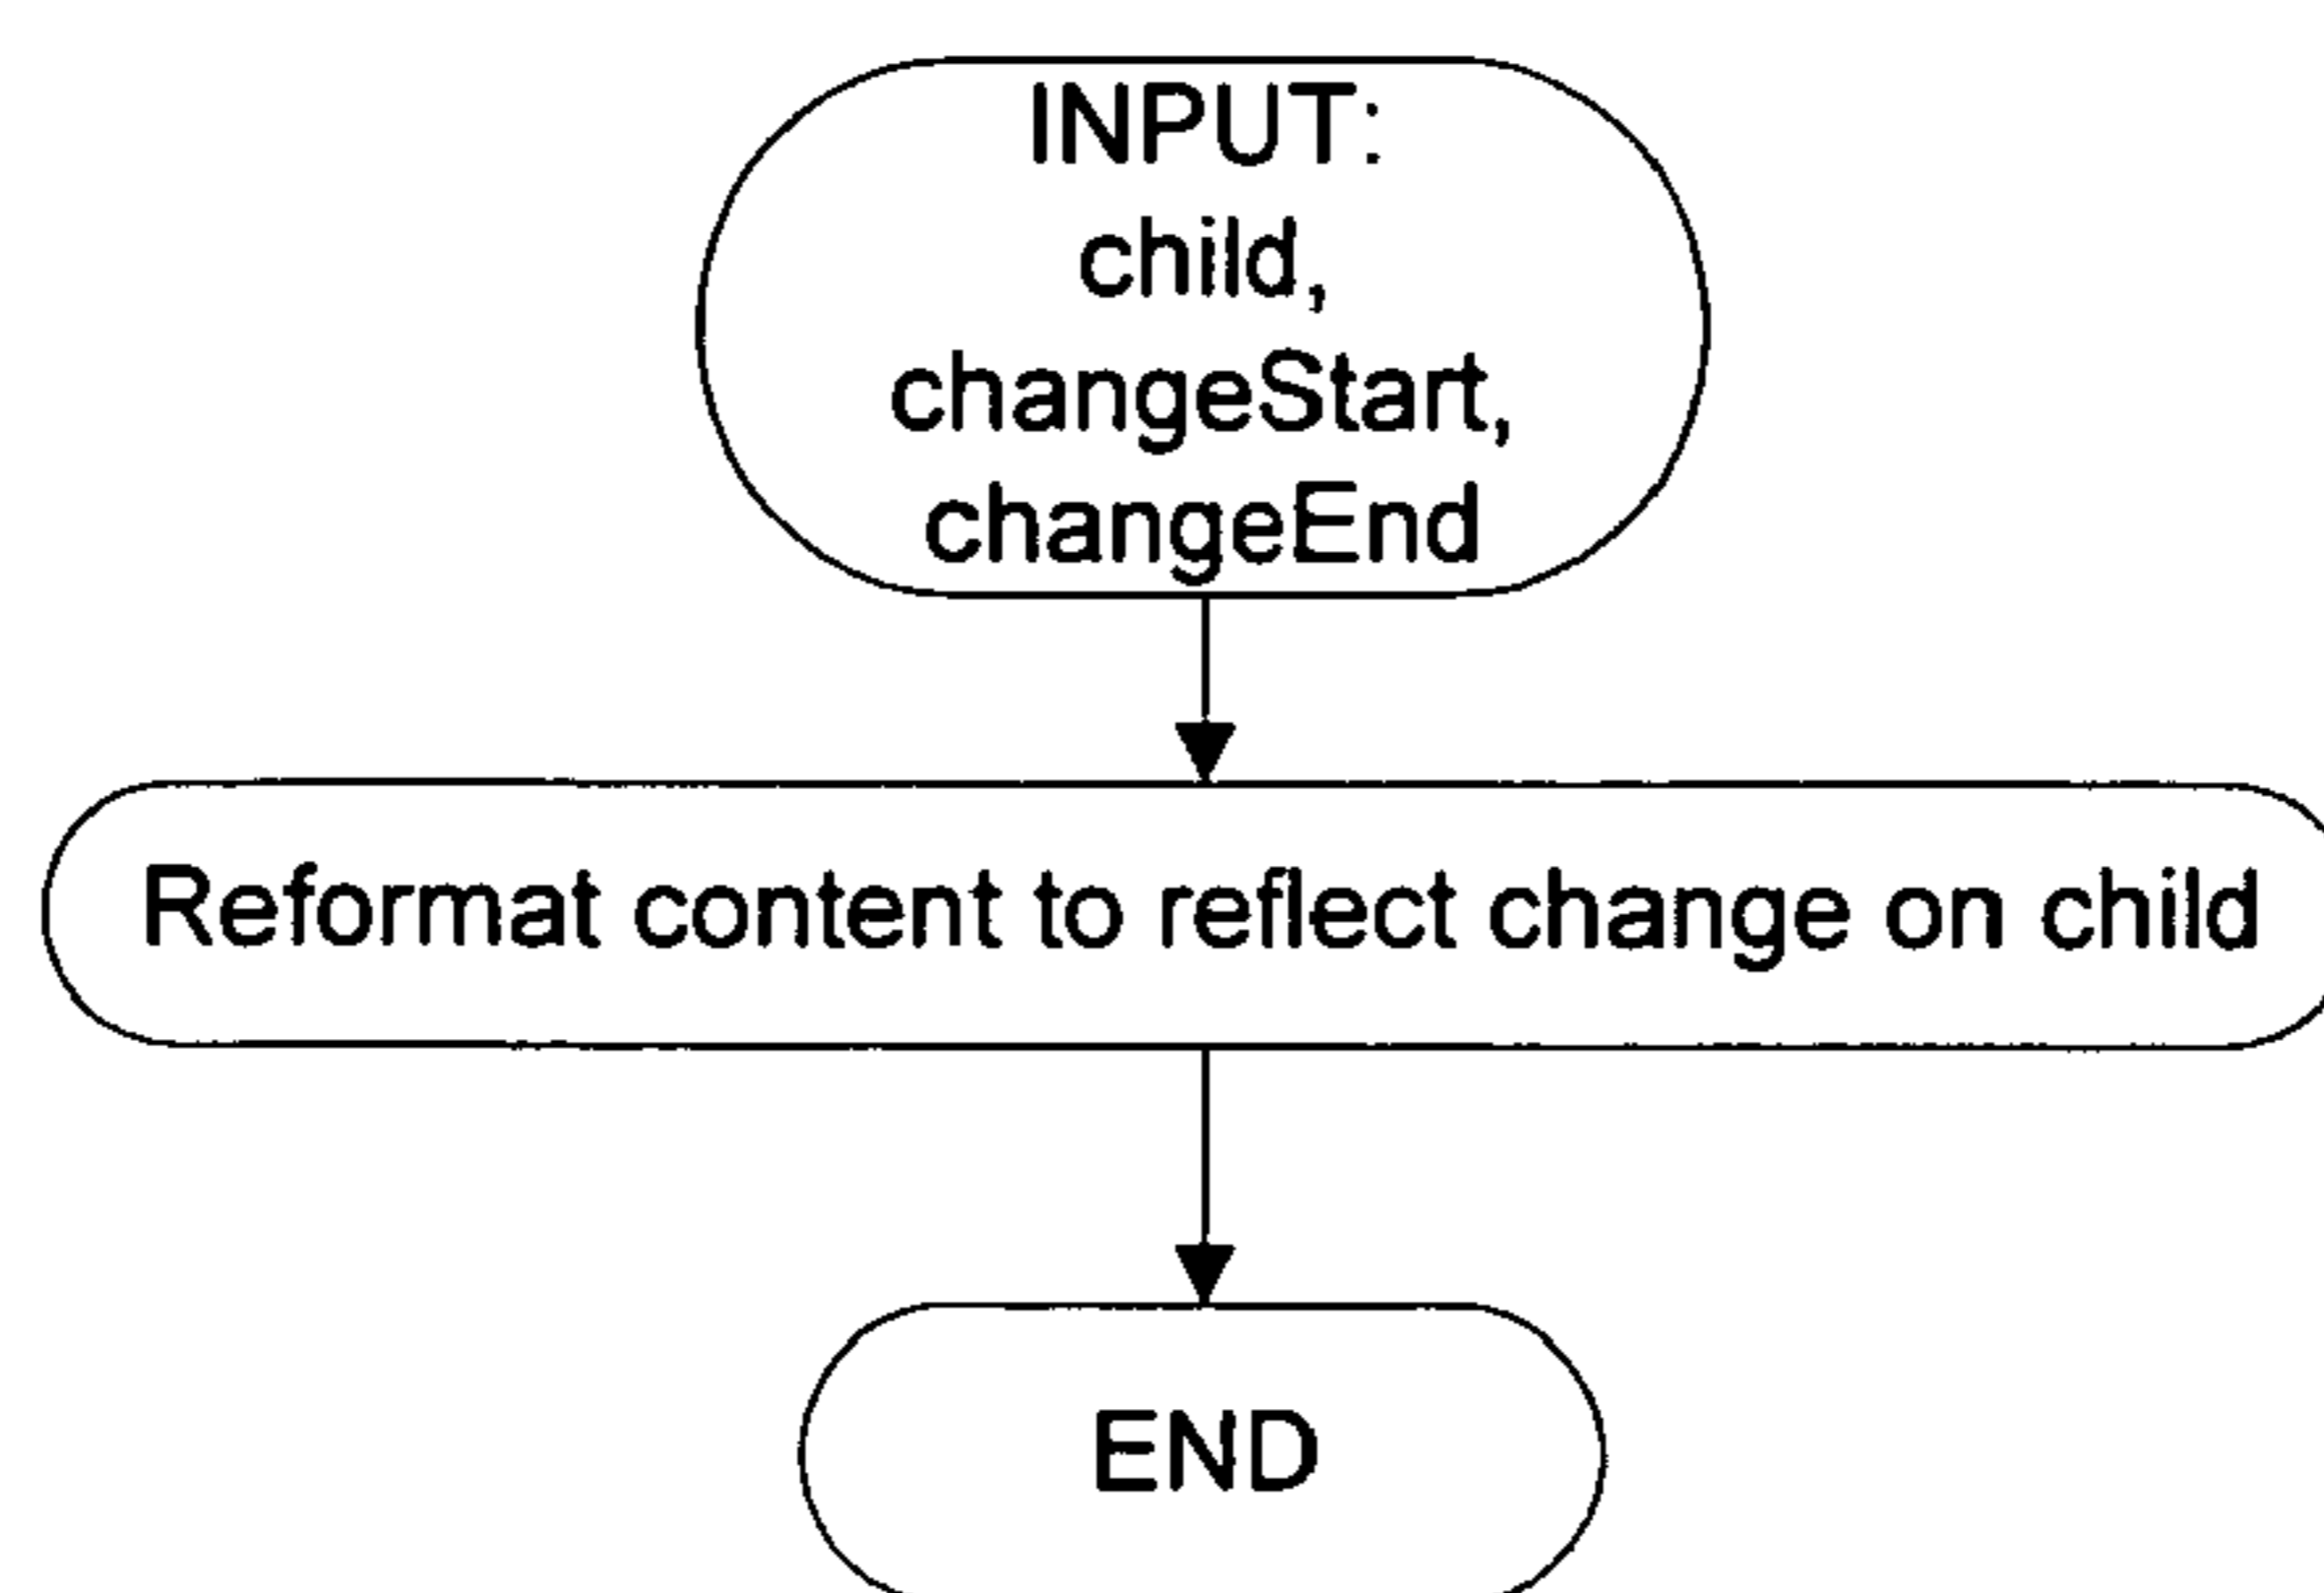 INPUT:
child,
changeStart,
changeEnd
Reformat content to reflect change on child
END